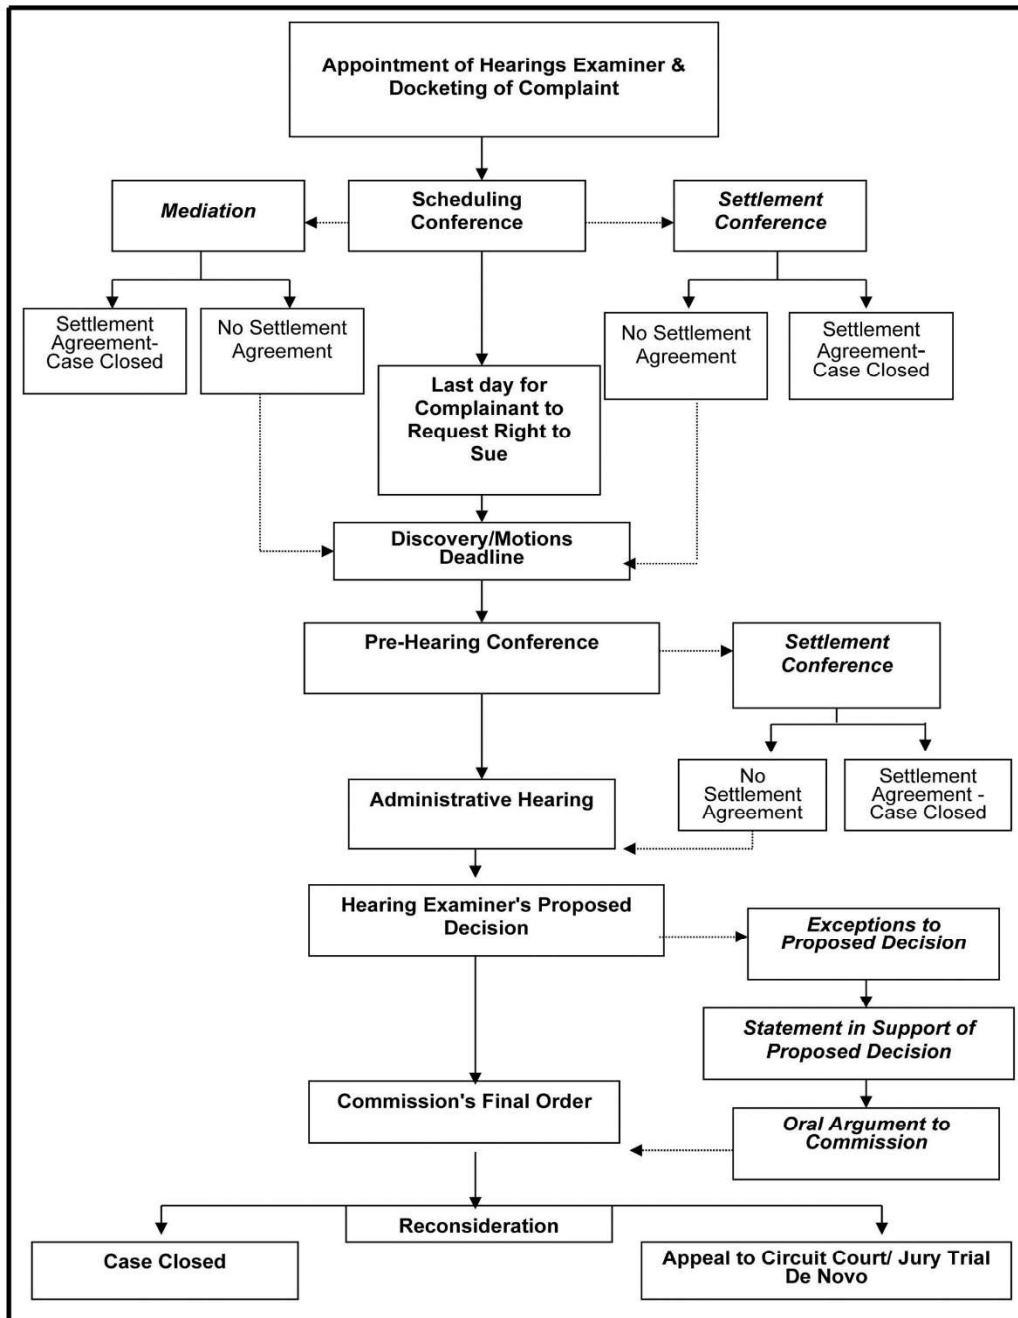 Appointment of Hearings Examiner &
Docketing of Complaint
Mediation
Scheduling
Conference
Settlement
Conference
Settlement
Agreement-
Case Closed
No Settlement
Agreement
No Settlement
Agreement
Settlement
Agreement-
Case Closed
Last day for
Complainant to
Request Right to
Sue
Discovery/Motions
Deadline
Pre-Hearing Conference
Settlement
Conference
No
Settlement
Agreement
Settlement
Agreement -
Case Closed
Administrative Hearing
Hearing Examiner's Proposed
Decision
Exceptions to
Proposed Decision
Statement in Support of
Proposed Decision
Commission's Final Order
Oral Argument to
Commission
Reconsideration
Case Closed
Appeal to Circuit Court/ Jury Trial
De Novo